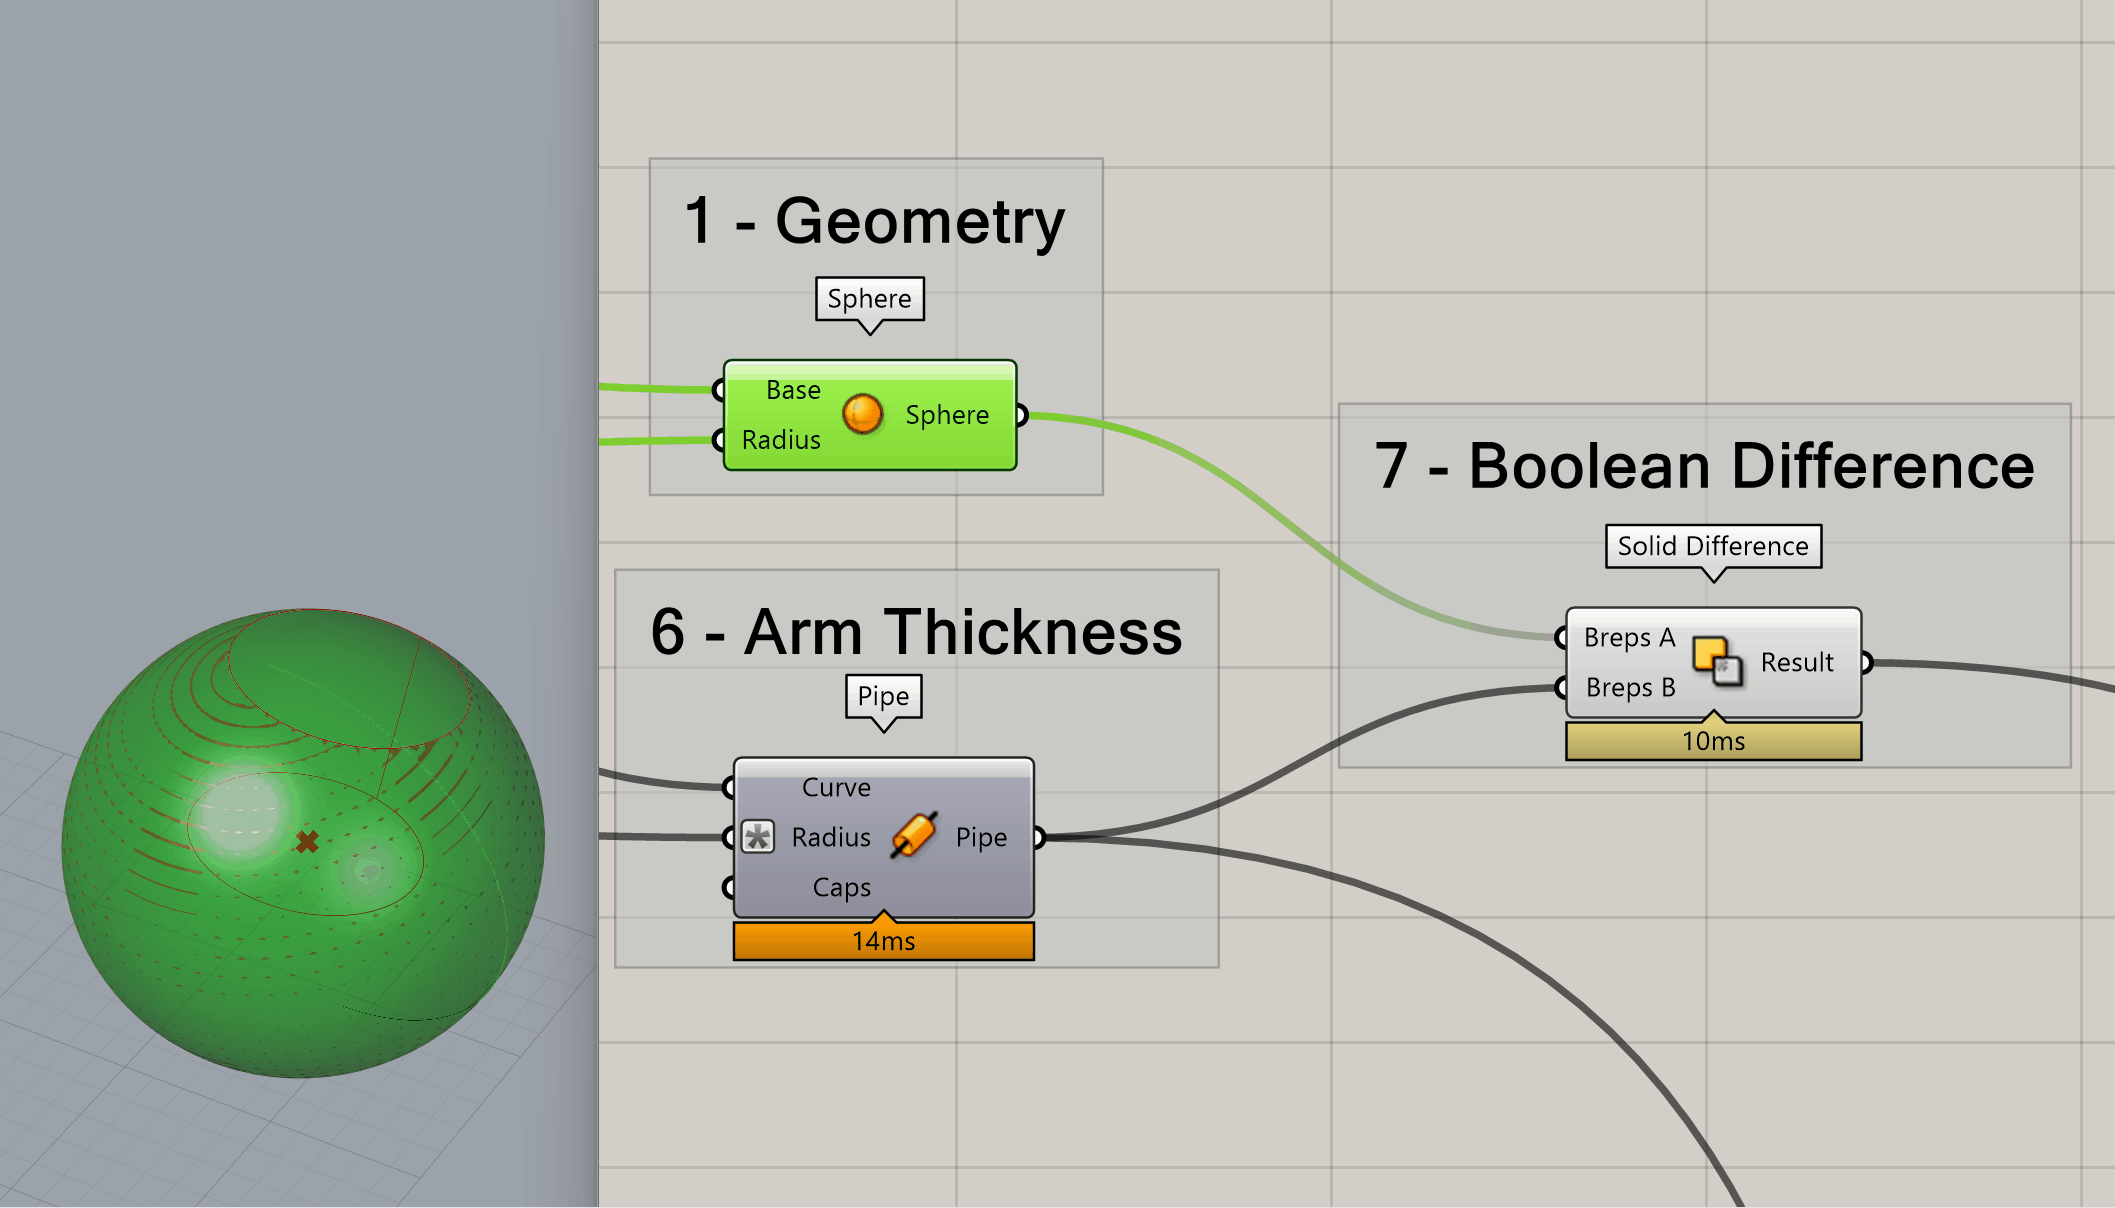 1 - Geometry
Sphere
Base
Radius
Sphere
6 - Arm Thickness
Pipe
Curve
Radius
Caps
Pipe
14ms
7 - Boolean Difference
Solid Difference
Breps A
Breps B
Result
10ms